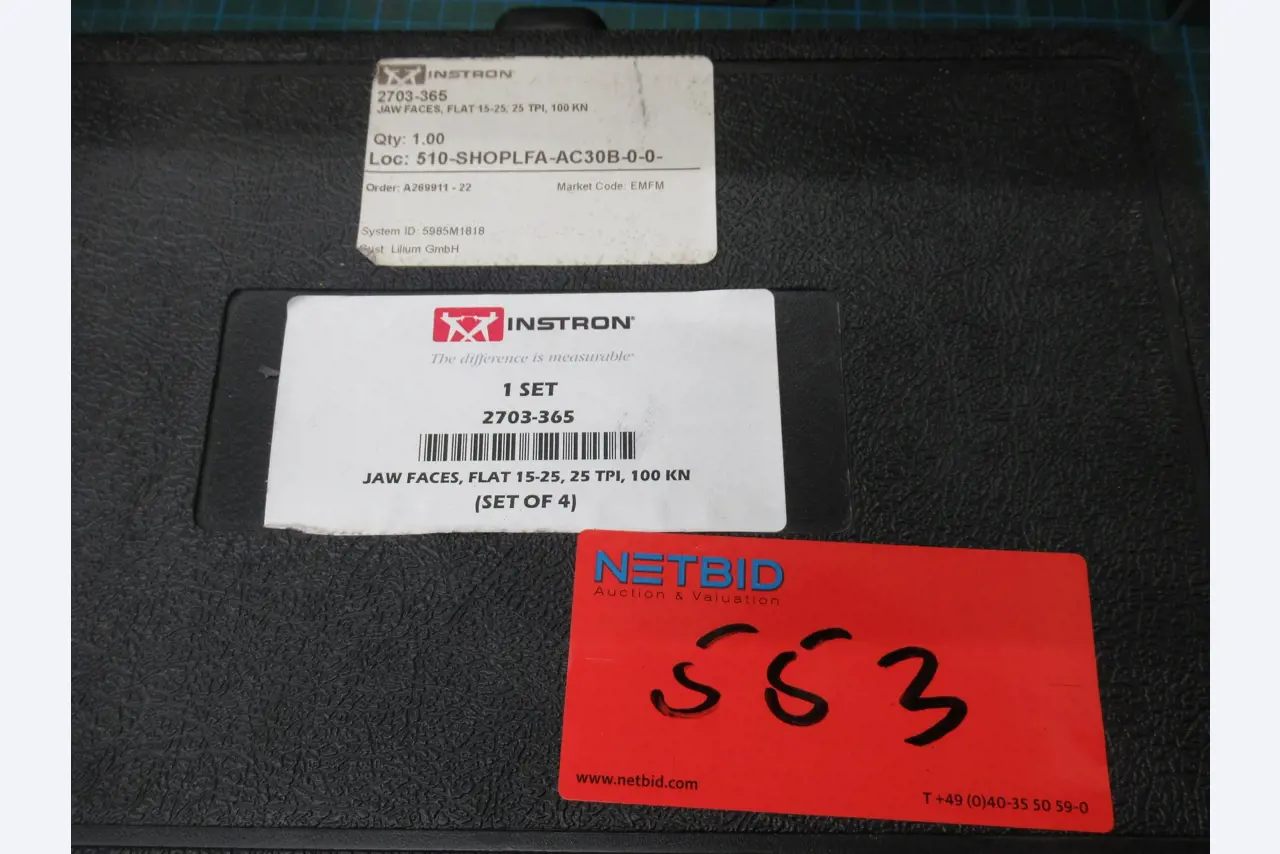 INSTRON
2703-365
JAW FACES, FLAT 15-25, 25 TPI, 100 KN
Qty: 1.00
Loc: 510-SHOPLFA-AC30B-0-0-
Order: A269911 - 22 Market Code: EMFM
System ID: 5985M1818
Cust: Lilium GmbH
INSTRON®
The difference is measurable®
1 SET
2703-365
JAW FACES, FLAT 15-25, 25 TPI, 100 KN
(SET OF 4)
NETBID
Auction & Valuation
553
www.netbid.com
T +49 (0)40-35 50 59-0